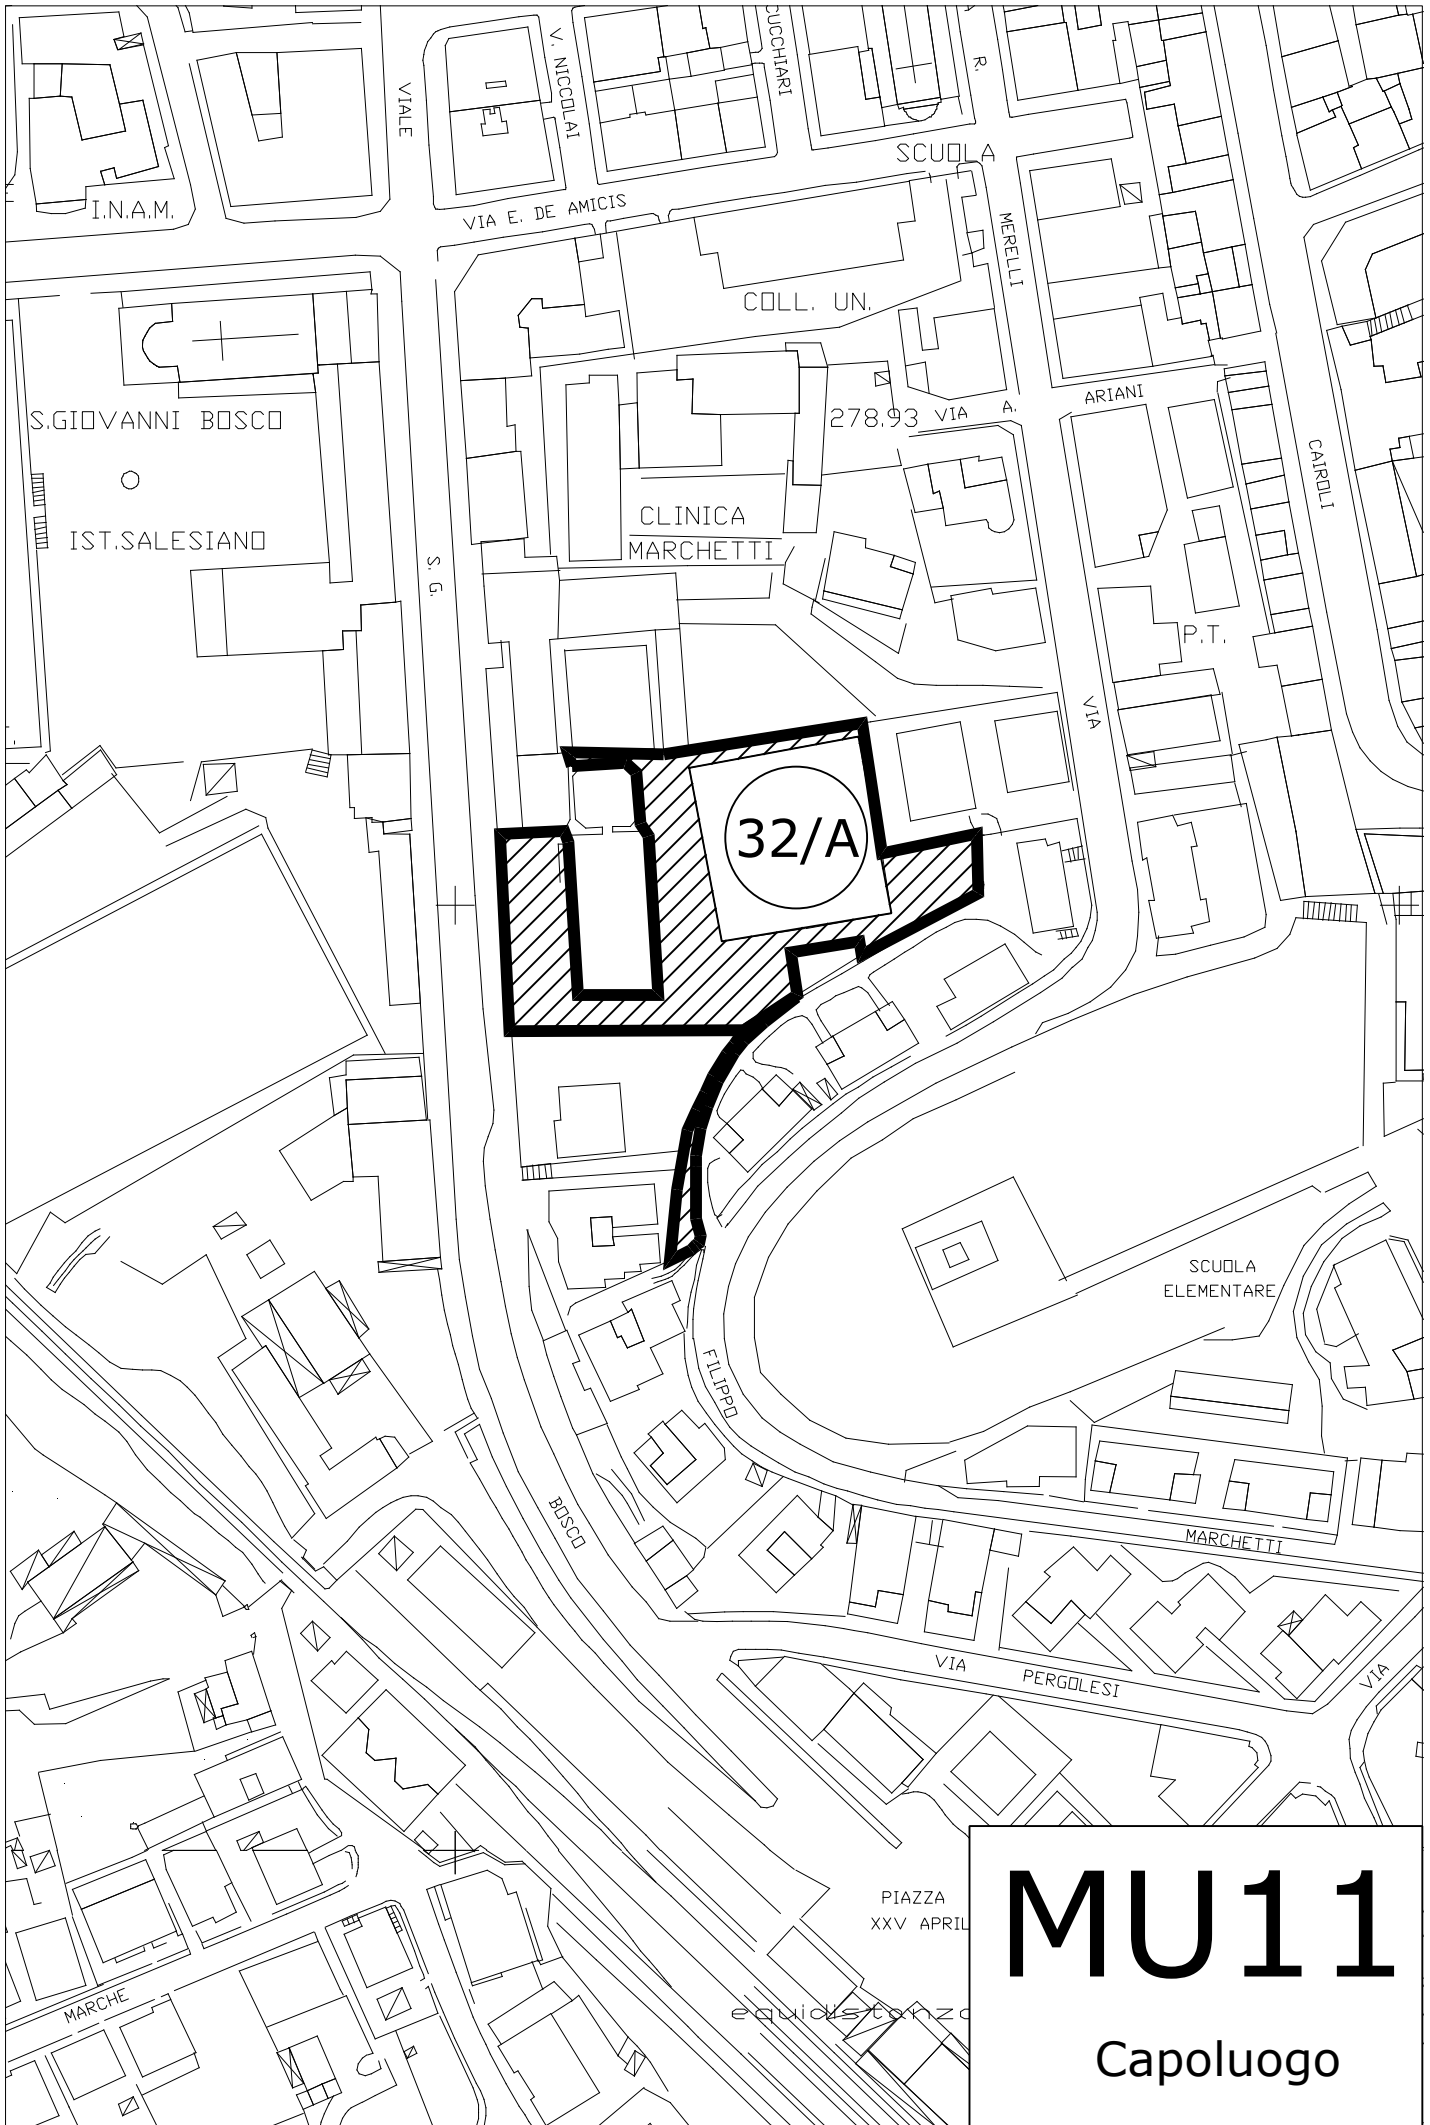 CUCCHIARI
R.
V. NICCOLAI
VIALE
SCUOLA
I.N.A.M.
VIA E. DE AMICIS
MERELLI
COLL. UN.
ARIANI
278.93
VIA A.
S.GIOVANNI BOSCO
CAIROLI
CLINICA
MARCHETTI
IST.SALESIANO
S. G.
P.T.
VIA
32/A
SCUOLA
ELEMENTARE
FILIPPO
BOSCO
MARCHETTI
VIA PERGOLESI
VIA
PIAZZA
XXV APRIL
MARCHE
equidistanza
MU11
Capoluogo